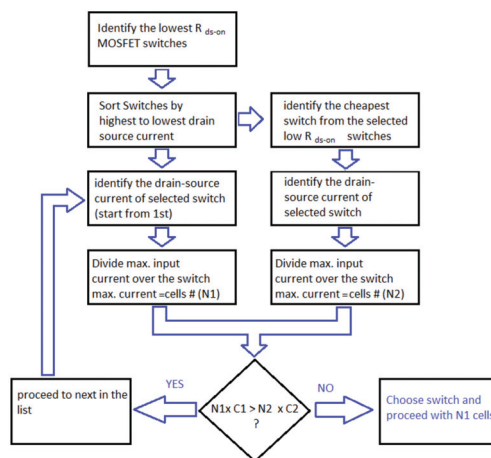 Identify the lowest R ds-on
MOSFET switches
Sort Switches by
highest to lowest drain
source current
identify the cheapest
switch from the selected
low R ds-on switches
identify the drain-source
current of selected switch
(start from 1st)
identify the drain-
source current of
selected switch
Divide max. input
current over the switch
max. current =cells # (N1)
Divide max. input
current over the switch
max. current =cells # (N2)
proceed to next in the
list
YES
N1x C1 > N2 x C2
?
NO
Choose switch and
proceed with N1 cells